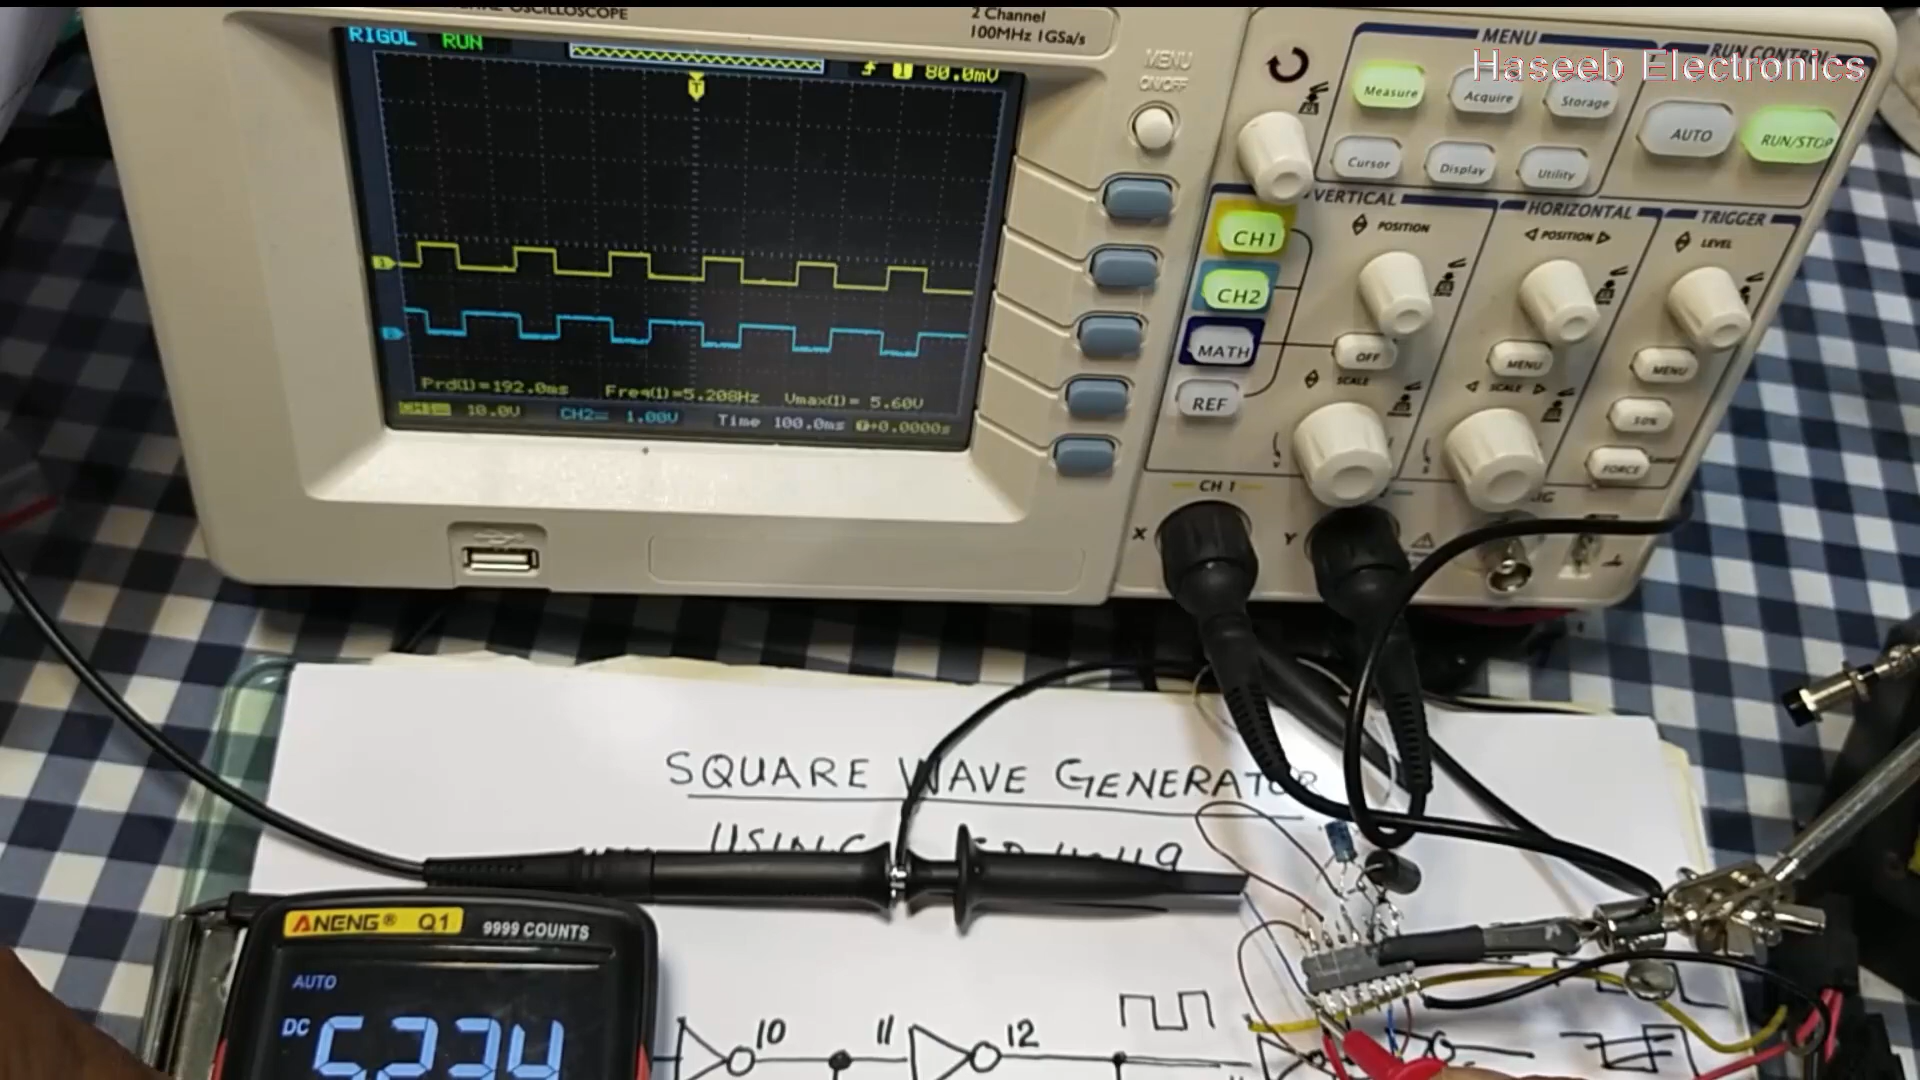 OSCILLOSCOPE
2 Channel
100MHz 1GSa/s
RIGOL RUN
T
1 80.0mV
MENU
ON/OFF
MENU
RUN CONTROL
Haseeb Electronics
Measure
Acquire
Storage
AUTO
RUN/STOP
Cursor
Display
Utility
VERTICAL
HORIZONTAL
TRIGGER
POSITION
POSITION
LEVEL
CH1
CH2
MATH
REF
OFF
MENU
MENU
SCALE
SCALE
50%
FORCE
Prd(1)=192.0ms Freq(1)=5.208Hz Vmax(1)= 5.60V
CH1= 10.0V CH2= 1.00V Time 100.0ms +0.0000s
CH 1
X
Y
SQUARE WAVE GENERATOR
ANENG® Q1 9999 COUNTS
AUTO
DC
10
11
12